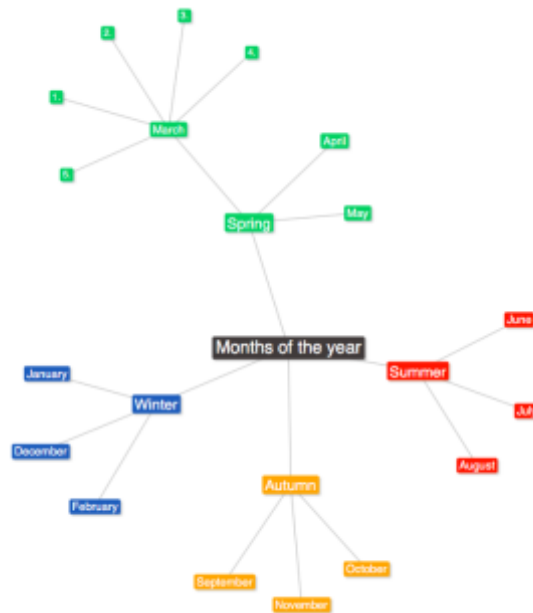 3.
2.
4.
1.
March
5.
April
Spring
May
June
Months of the year
Summer
January
Winter
December
August
February
Autumn
October
September
November